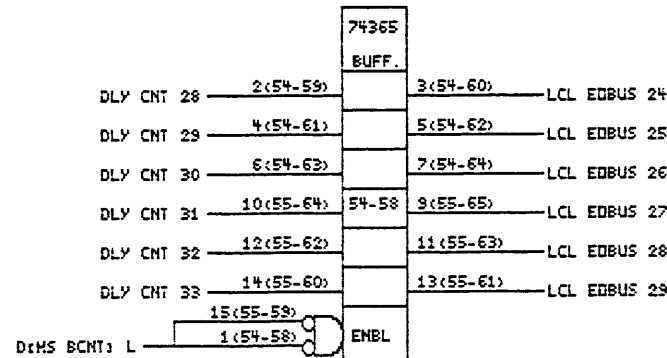 74365
BUFF.
DLY CNT 28 2(54-59) 3(54-60) LCL EDBUS 24
DLY CNT 29 4(54-61) 5(54-62) LCL EDBUS 25
DLY CNT 30 6(54-63) 7(54-64) LCL EDBUS 26
DLY CNT 31 10(55-64) 54-58 9(55-65) LCL EDBUS 27
DLY CNT 32 12(55-62) 11(55-63) LCL EDBUS 28
DLY CNT 33 14(55-60) 13(55-61) LCL EDBUS 29
15(55-59)
D:MS BCNT: L 1(54-58) ENBL